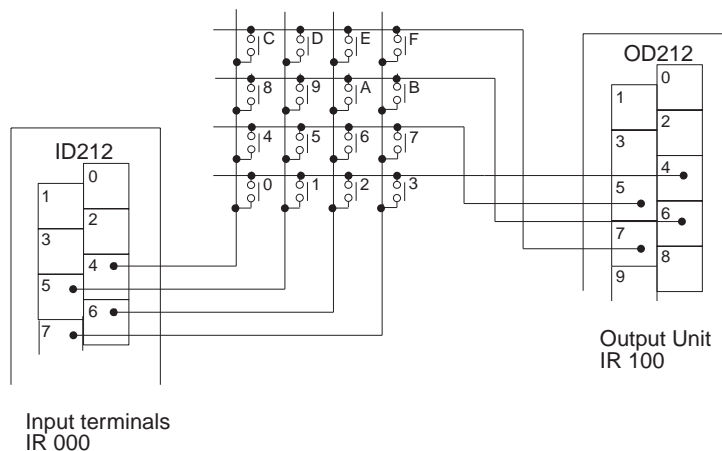 C D E F
8 9 A B
4 5 6 7
0 1 2 3
ID212
0
1
2
3
4
5
6
7
Input terminals
IR 000
OD212
0
1
2
3
4
5
6
7
8
9
Output Unit
IR 100